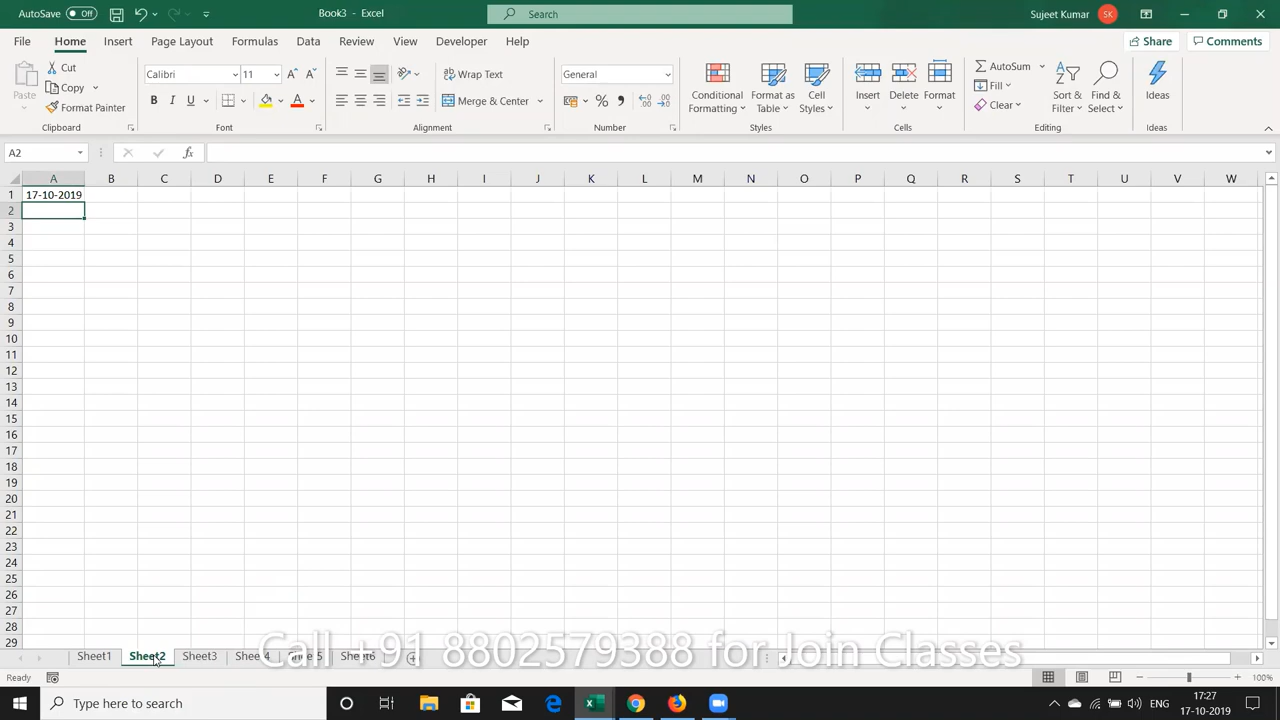 AutoSave Off Book3 - Excel Search Sujeet Kumar SK
File Home Insert Page Layout Formulas Data Review View Developer Help Share Comments
Paste Cut Copy Format Painter Clipboard
Calibri 11 A A B I U A Font
Wrap Text Merge & Center Alignment
General % , Number
Conditional Formatting Format as Table Cell Styles Styles
Insert Delete Format Cells
AutoSum Fill Clear Sort & Filter Find & Select Editing
Ideas Ideas
A2 fx
A B C D E F G H I J K L M N O P Q R S T U V W
1 17-10-2019
2
3
4
5
6
7
8
9
10
11
12
13
14
15
16
17
18
19
20
21
22
23
24
25
26
27
28
29
Call +91 8802579388 for Join Classes
Sheet1 Sheet2 Sheet3 Sheet4 Sheet5 Sheet6
Ready 100%
Type here to search ENG 17:27
17-10-2019